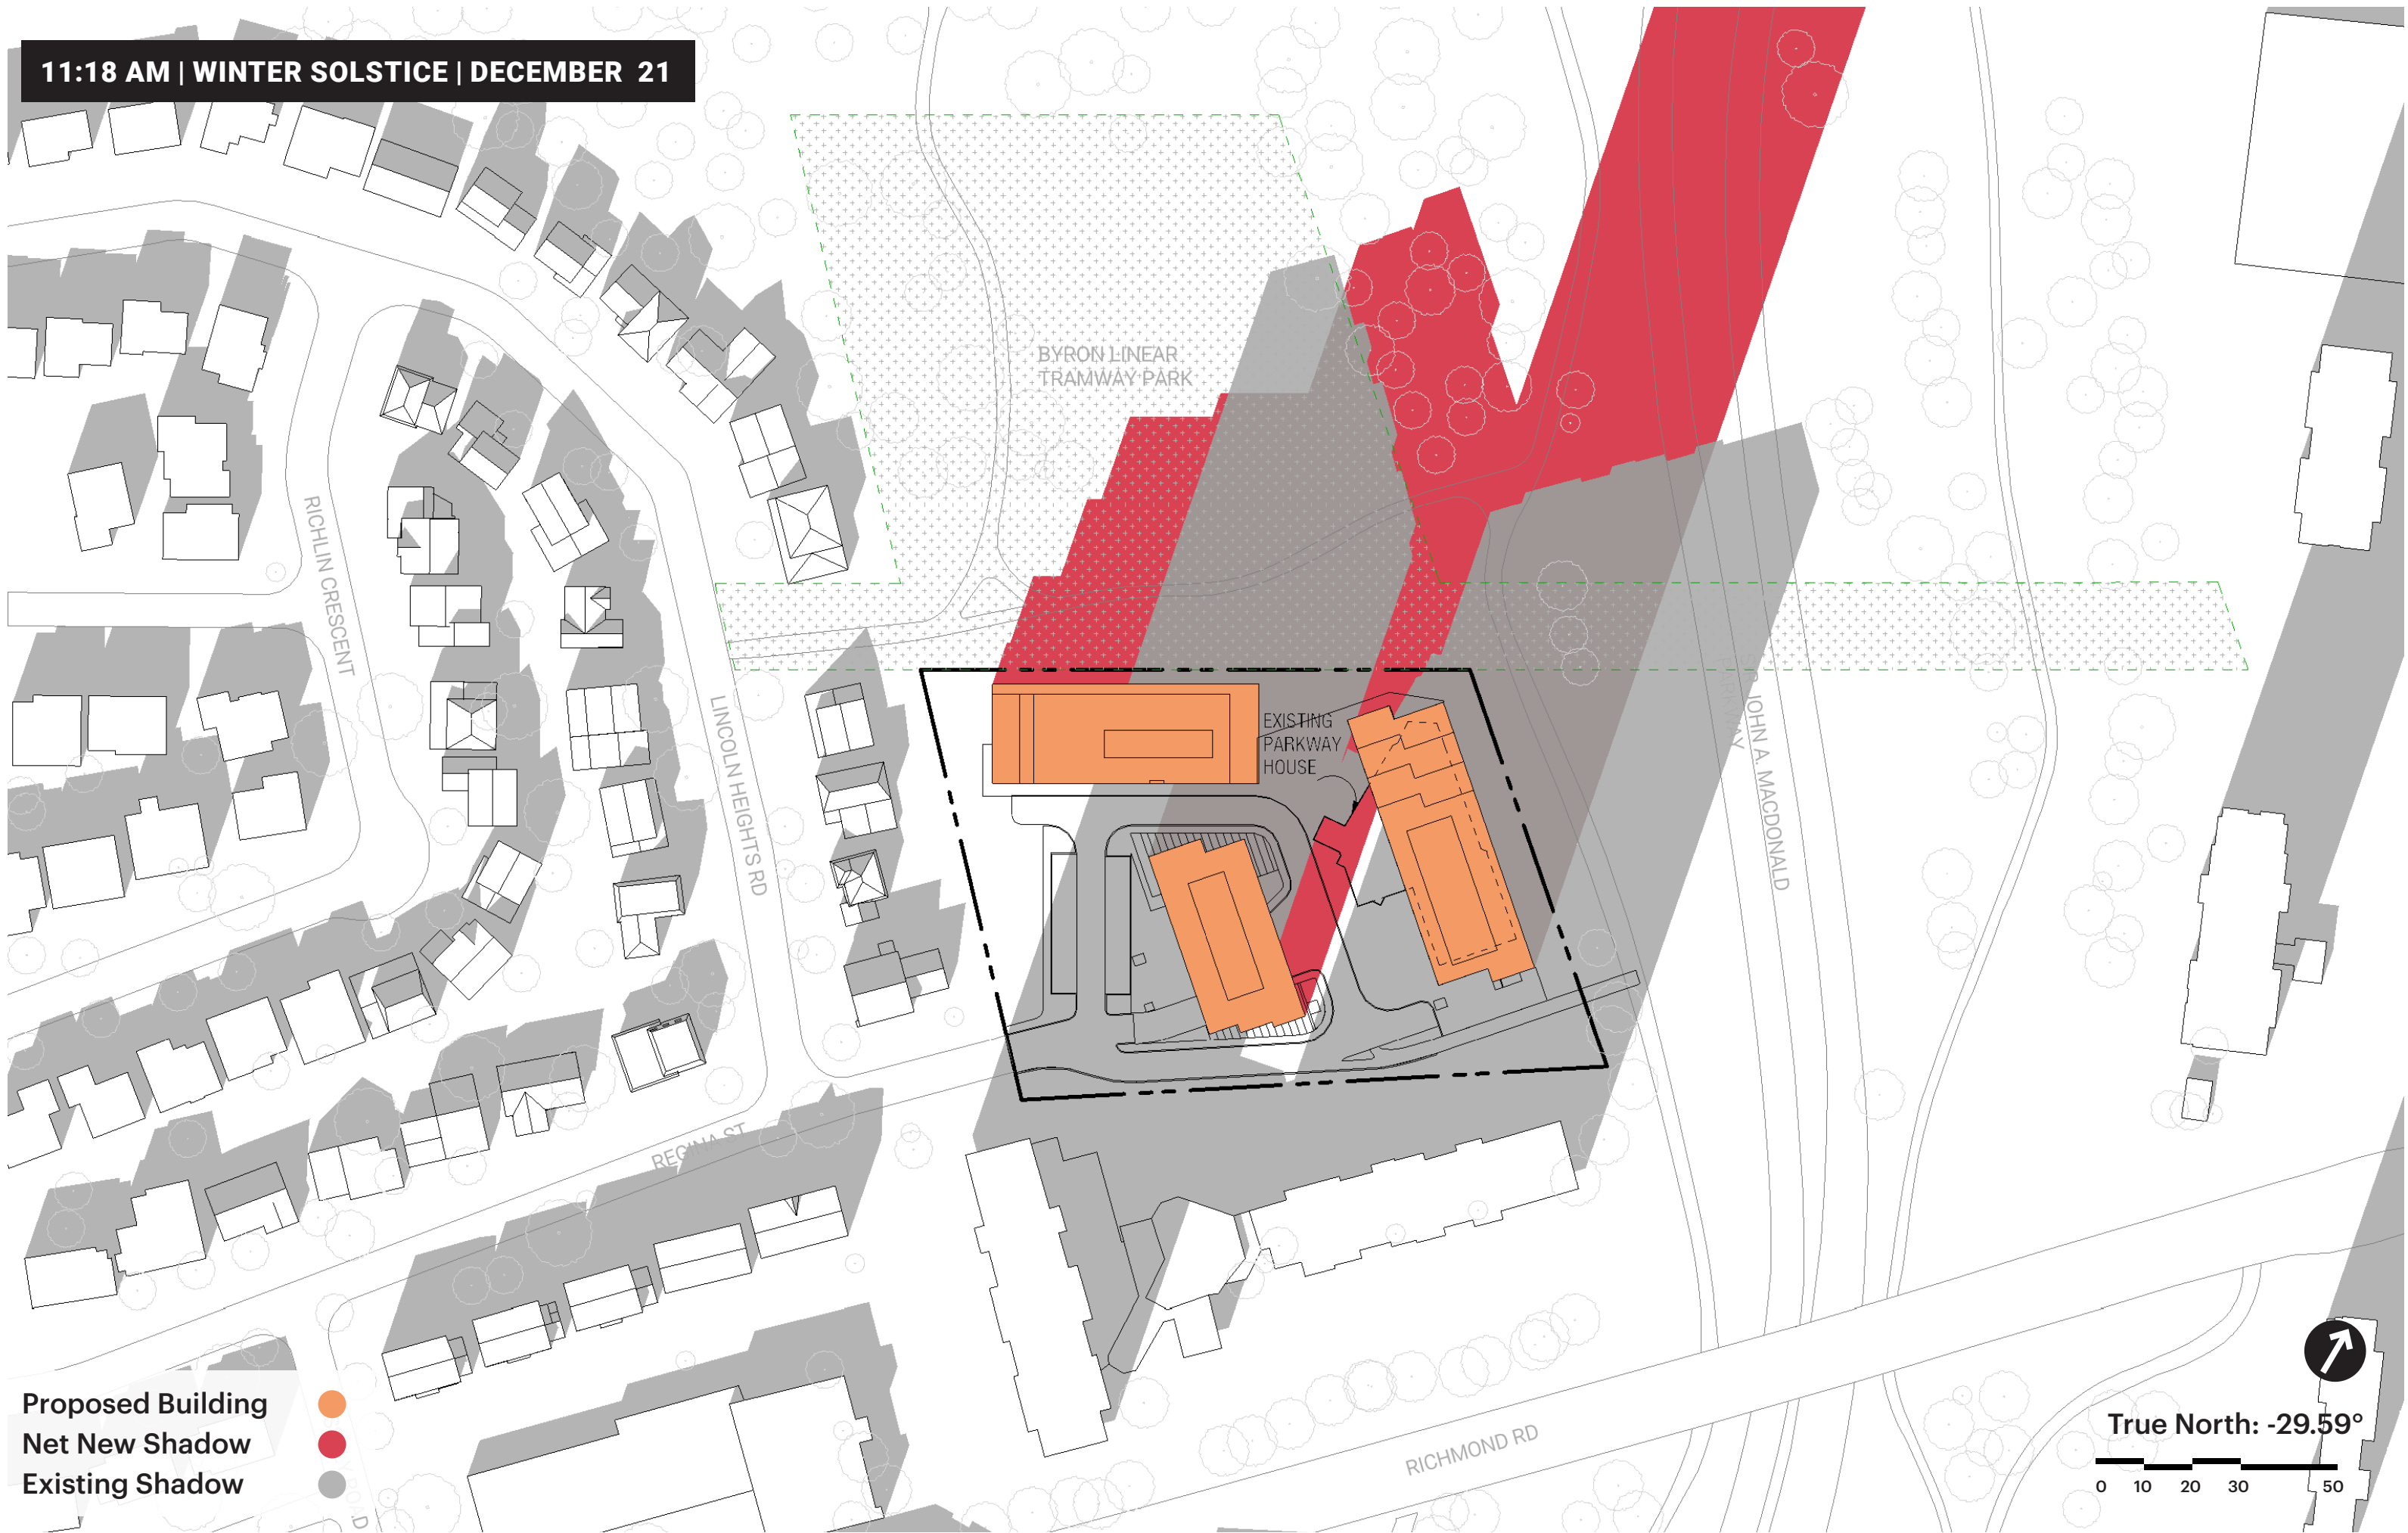 11:18 AM | WINTER SOLSTICE | DECEMBER 21
BYRON LINEAR
TRAMWAY PARK
RICHLIN CRESCENT
LINCOLN HEIGHTS RD
EXISTING
PARKWAY
HOUSE
JOHN A. MACDONALD
REGINA ST
RICHMOND RD
Proposed Building
Net New Shadow
Existing Shadow
True North: -29.59°
0 10 20 30 50